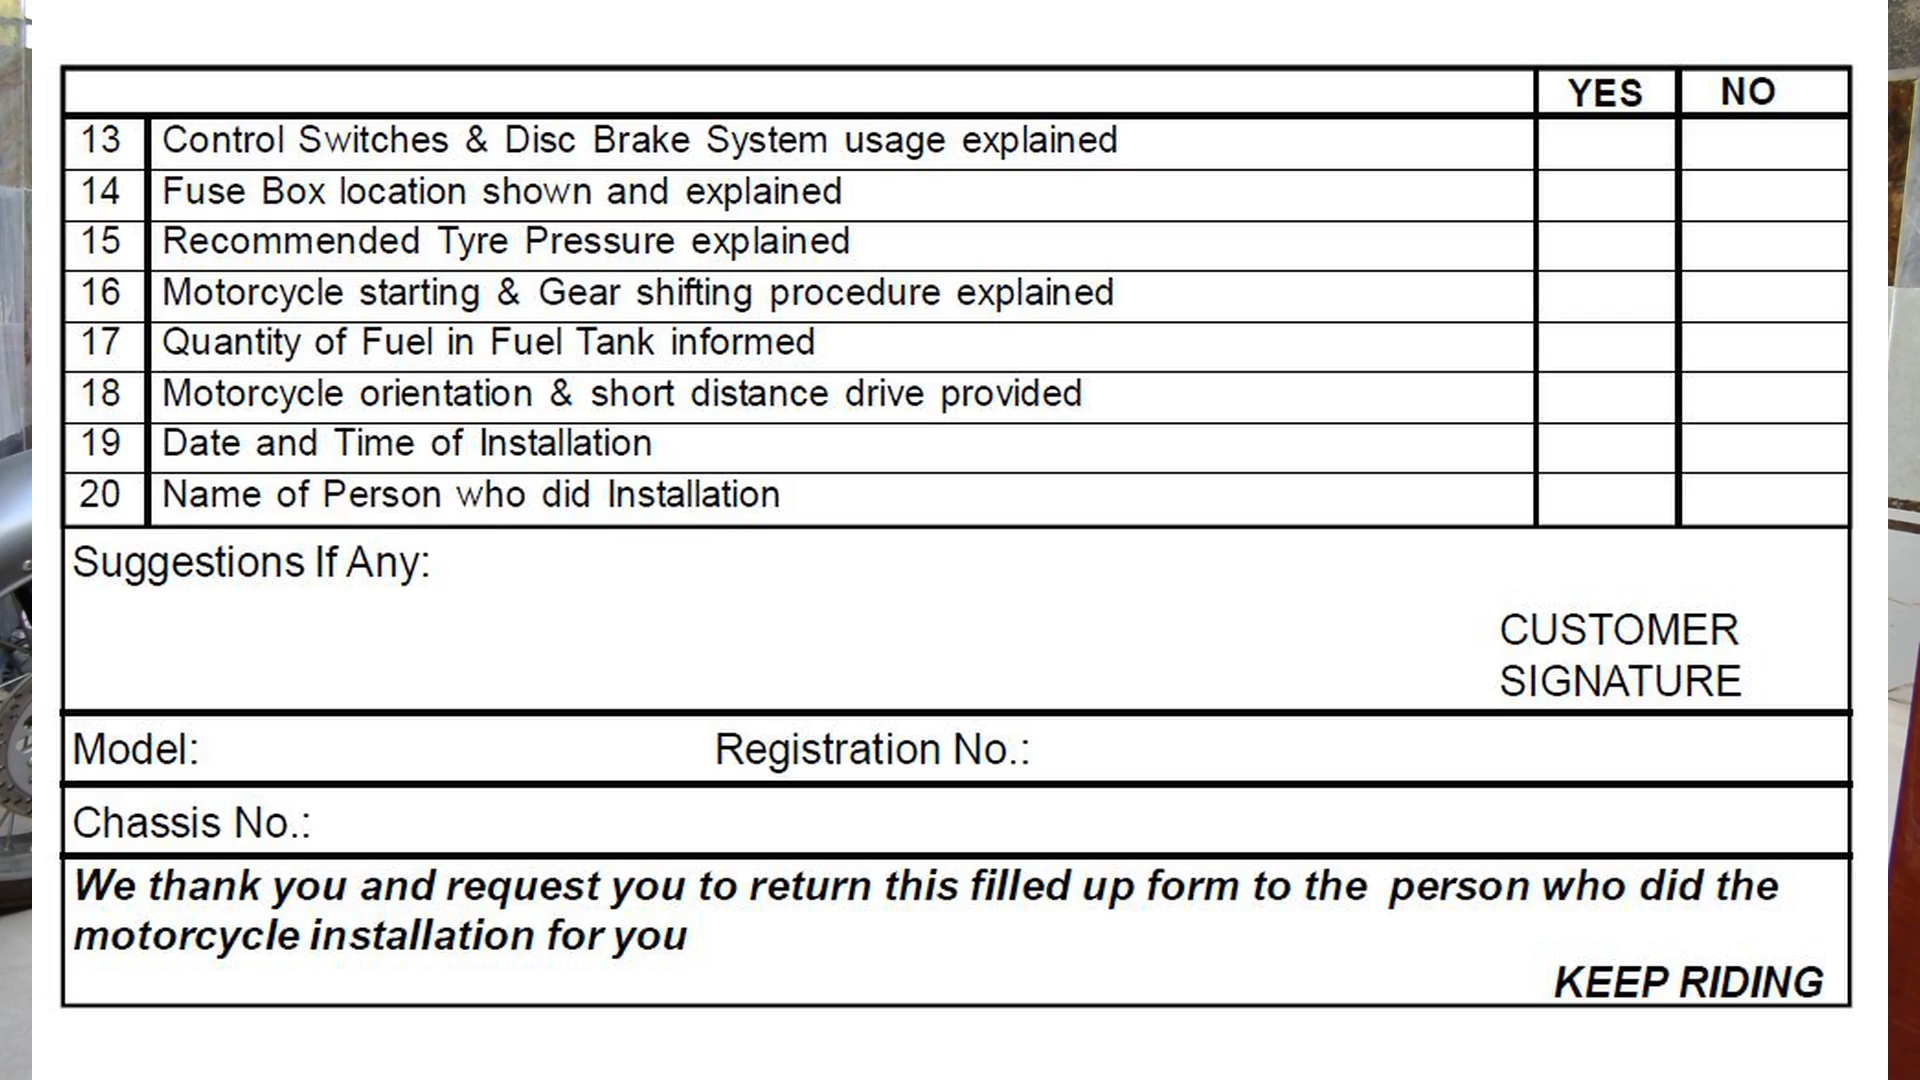 YES NO
13 Control Switches & Disc Brake System usage explained
14 Fuse Box location shown and explained
15 Recommended Tyre Pressure explained
16 Motorcycle starting & Gear shifting procedure explained
17 Quantity of Fuel in Fuel Tank informed
18 Motorcycle orientation & short distance drive provided
19 Date and Time of Installation
20 Name of Person who did Installation
Suggestions If Any:
CUSTOMER
SIGNATURE
Model: Registration No.:
Chassis No.:
We thank you and request you to return this filled up form to the person who did the
motorcycle installation for you
KEEP RIDING